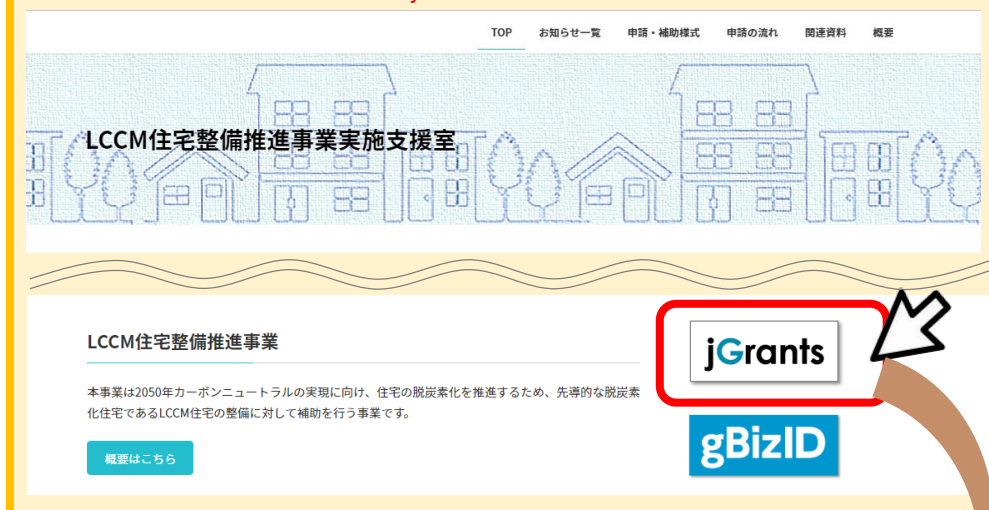 TOP お知らせ一覧 申請・補助様式 申請の流れ 関連資料 概要
LCCM住宅整備推進事業実施支援室
LCCM住宅整備推進事業
本事業は2050年カーボンニュートラルの実現に向け、住宅の脱炭素化を推進するため、先導的な脱炭素
化住宅であるLCCM住宅の整備に対して補助を行う事業です。
概要はこちら
jGrants
gBizID